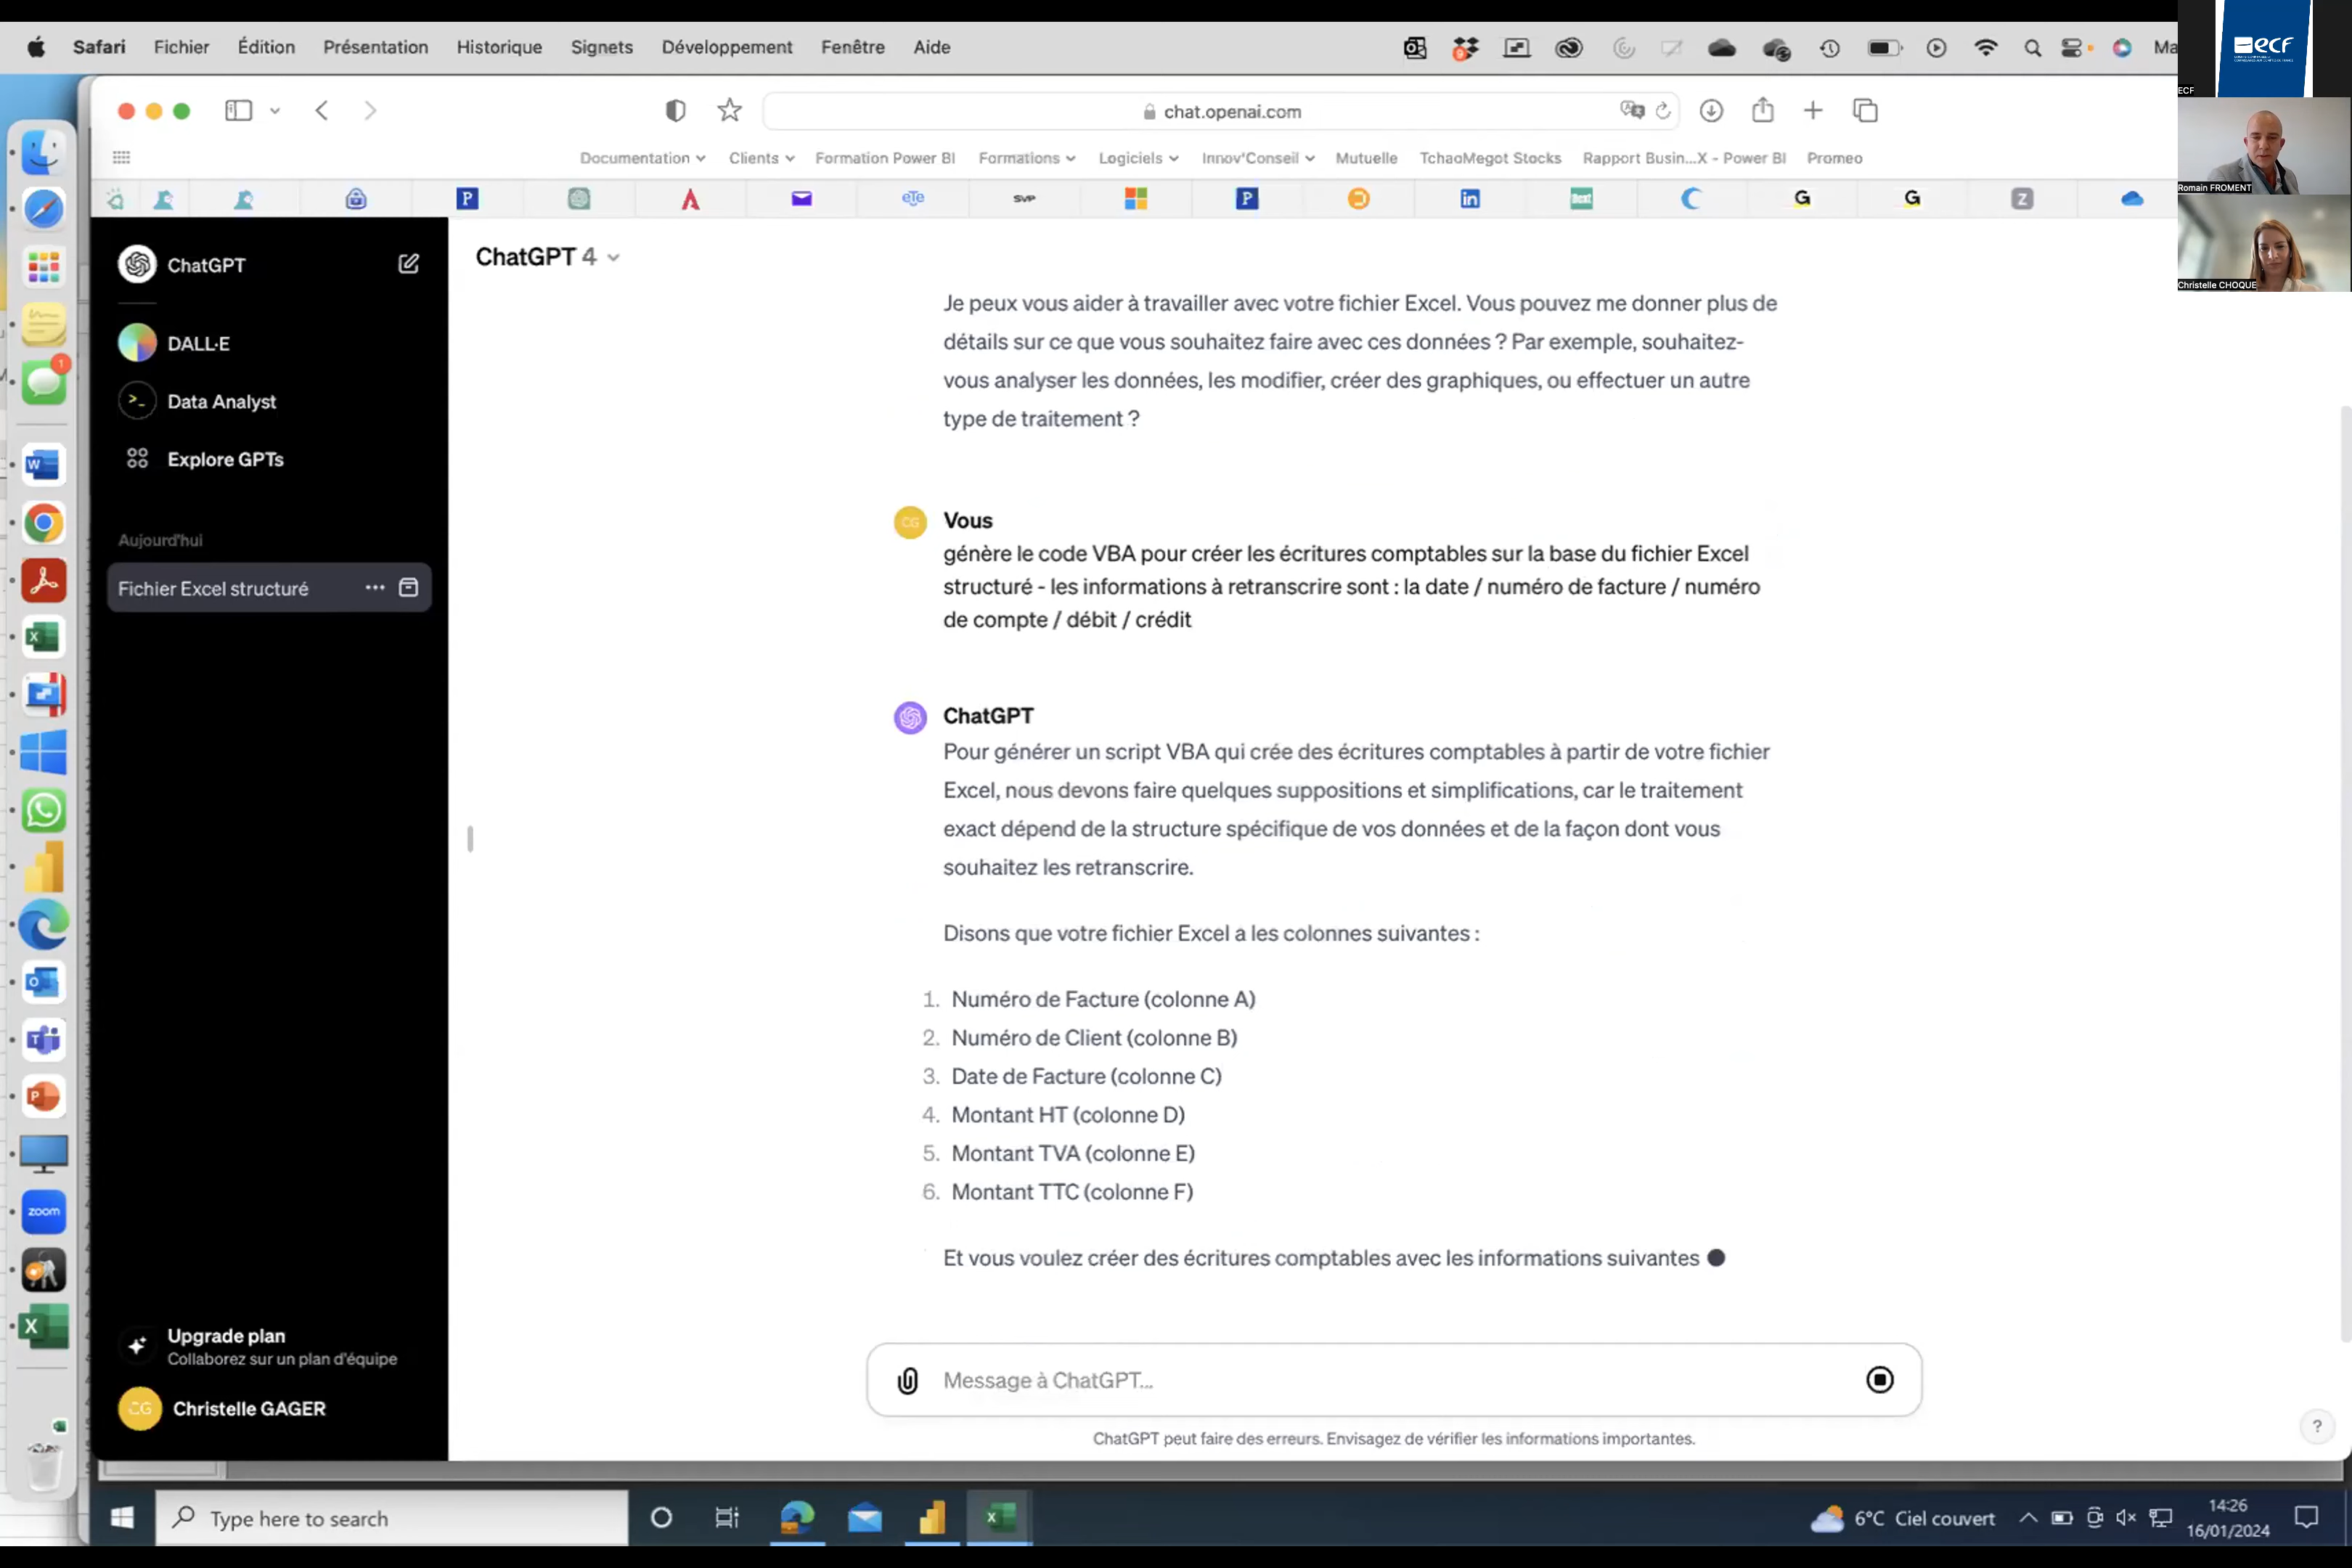 Safari Fichier Édition Présentation Historique Signets Développement Fenêtre Aide Ma
ecf
ECF
Romain FROMENT
Christelle CHOQUE
chat.openai.com
Documentation Clients Formation Power BI Formations Logiciels Innov'Conseil Mutuelle TchaoMegot Stocks Rapport Busin...X - Power BI Promeo
ChatGPT
DALL·E
Data Analyst
Explore GPTs
Aujourd'hui
Fichier Excel structuré
Upgrade plan
Collaborez sur un plan d'équipe
CG
Christelle GAGER
ChatGPT 4
Je peux vous aider à travailler avec votre fichier Excel. Vous pouvez me donner plus de
détails sur ce que vous souhaitez faire avec ces données ? Par exemple, souhaitez-
vous analyser les données, les modifier, créer des graphiques, ou effectuer un autre
type de traitement ?
CG
Vous
génère le code VBA pour créer les écritures comptables sur la base du fichier Excel
structuré - les informations à retranscrire sont : la date / numéro de facture / numéro
de compte / débit / crédit
ChatGPT
Pour générer un script VBA qui crée des écritures comptables à partir de votre fichier
Excel, nous devons faire quelques suppositions et simplifications, car le traitement
exact dépend de la structure spécifique de vos données et de la façon dont vous
souhaitez les retranscrire.
Disons que votre fichier Excel a les colonnes suivantes :
1. Numéro de Facture (colonne A)
2. Numéro de Client (colonne B)
3. Date de Facture (colonne C)
4. Montant HT (colonne D)
5. Montant TVA (colonne E)
6. Montant TTC (colonne F)
Et vous voulez créer des écritures comptables avec les informations suivantes
Message à ChatGPT...
ChatGPT peut faire des erreurs. Envisagez de vérifier les informations importantes.
?
zoom
Type here to search
6°C Ciel couvert
14:26
16/01/2024